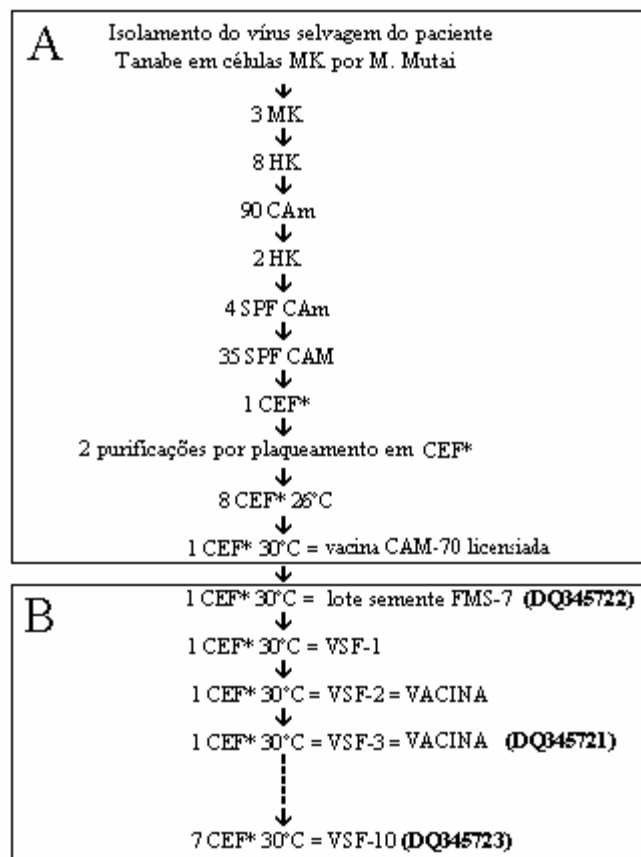 A
Isolamento do vírus selvagem do paciente
Tanabe em células MK por M. Mutai
3 MK
8 HK
90 CAm
2 HK
4 SPF CAm
35 SPF CAM
1 CEF*
2 purificações por plaqueamento em CEF*
8 CEF* 26°C
1 CEF* 30°C = vacina CAM-70 licensiada
B
1 CEF* 30°C = lote semente FMS-7 (DQ345722)
1 CEF* 30°C = VSF-1
1 CEF* 30°C = VSF-2 = VACINA
1 CEF* 30°C = VSF-3 = VACINA (DQ345721)
7 CEF* 30°C = VSF-10 (DQ345723)